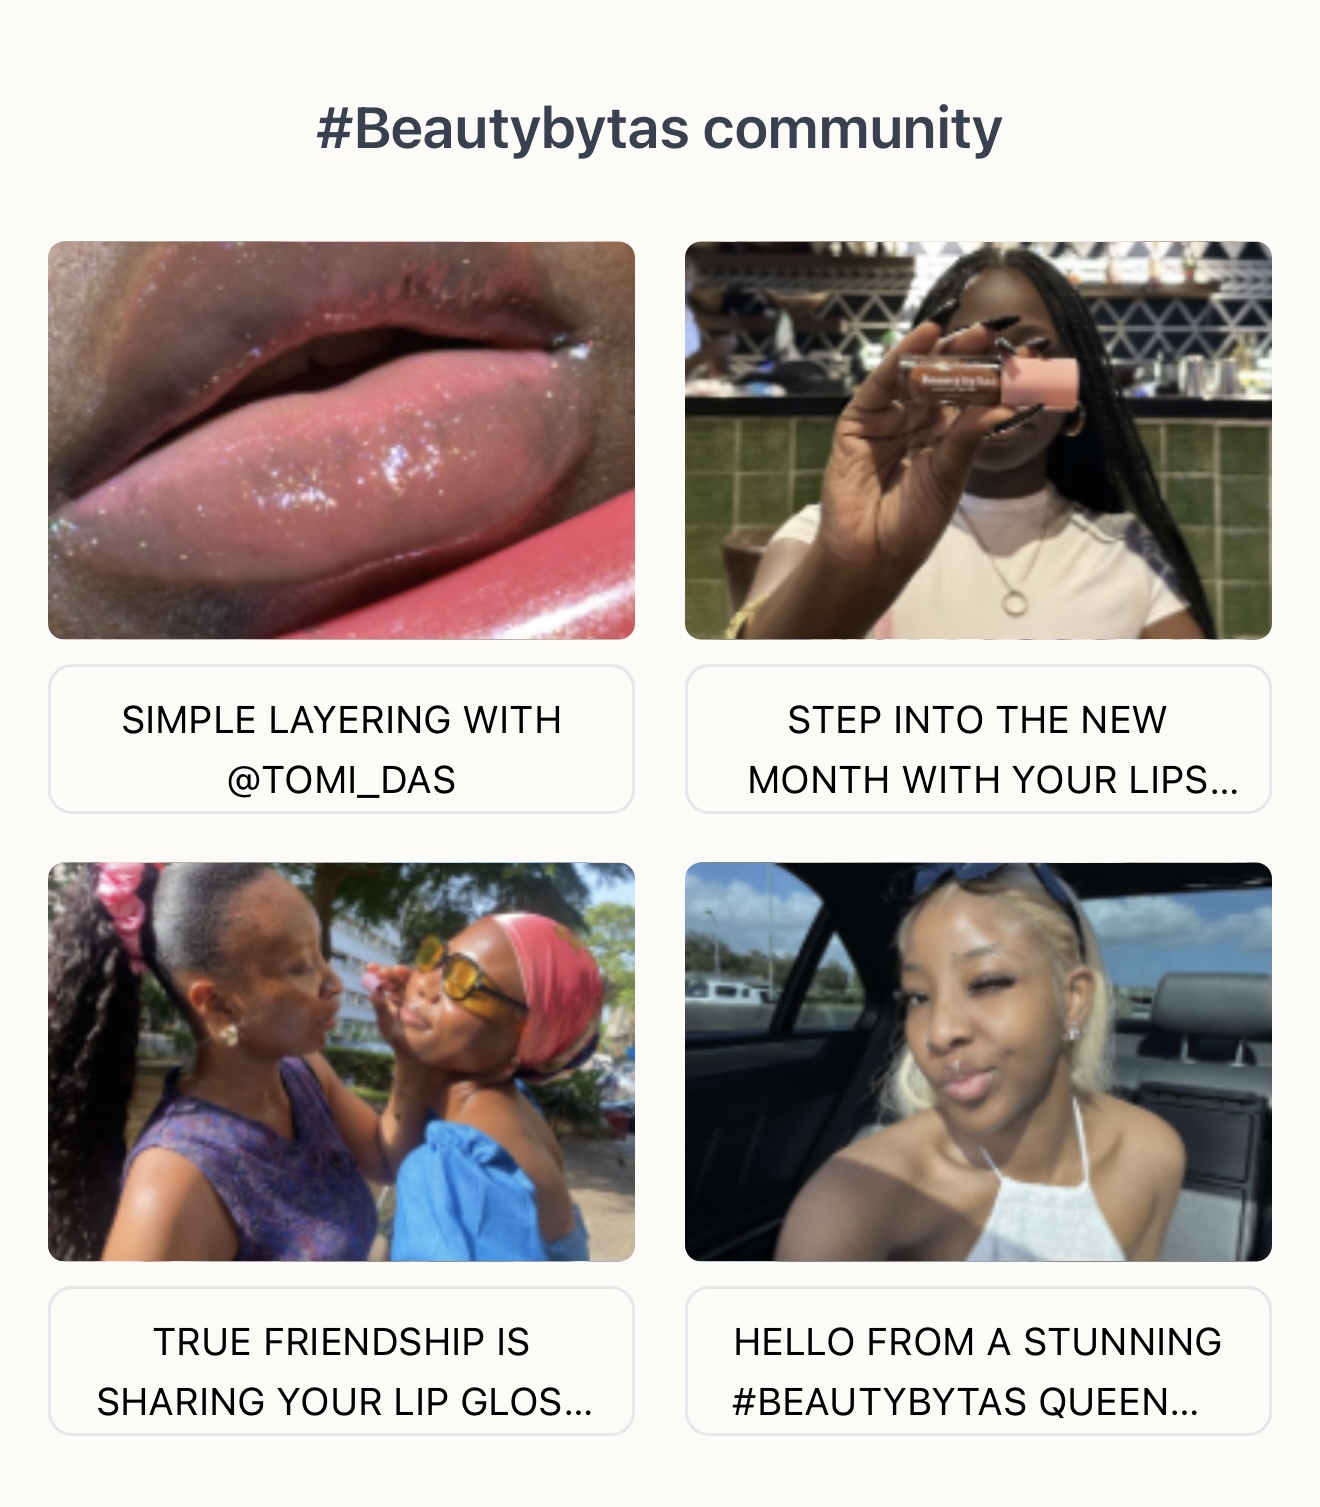 #Beautybytas community
SIMPLE LAYERING WITH
@TOMI_DAS
STEP INTO THE NEW
MONTH WITH YOUR LIPS...
TRUE FRIENDSHIP IS
SHARING YOUR LIP GLOS...
HELLO FROM A STUNNING
#BEAUTYBYTAS QUEEN...